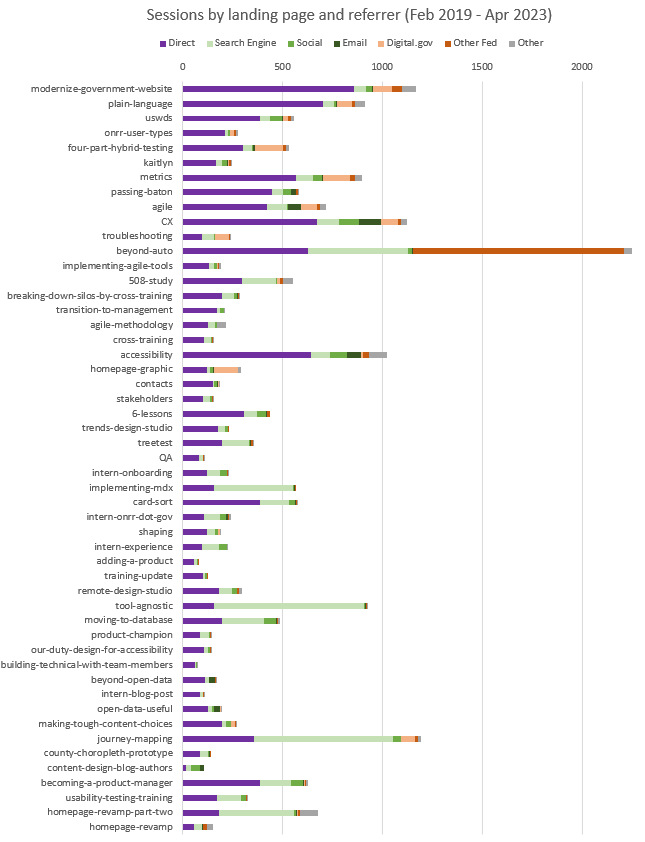 Sessions by landing page and referrer (Feb 2019 - Apr 2023)
Direct Search Engine Social Email Digital.gov Other Fed Other
0 500 1000 1500 2000
modernize-government-website
plain-language
uswds
onrr-user-types
four-part-hybrid-testing
kaitlyn
metrics
passing-baton
agile
CX
troubleshooting
beyond-auto
implementing-agile-tools
508-study
breaking-down-silos-by-cross-training
transition-to-management
agile-methodology
cross-training
accessibility
homepage-graphic
contacts
stakeholders
6-lessons
trends-design-studio
treetest
QA
intern-onboarding
implementing-mdx
card-sort
intern-onrr-dot-gov
shaping
intern-experience
adding-a-product
training-update
remote-design-studio
tool-agnostic
moving-to-database
product-champion
our-duty-design-for-accessibility
building-technical-with-team-members
beyond-open-data
intern-blog-post
open-data-useful
making-tough-content-choices
journey-mapping
county-choropleth-prototype
content-design-blog-authors
becoming-a-product-manager
usability-testing-training
homepage-revamp-part-two
homepage-revamp